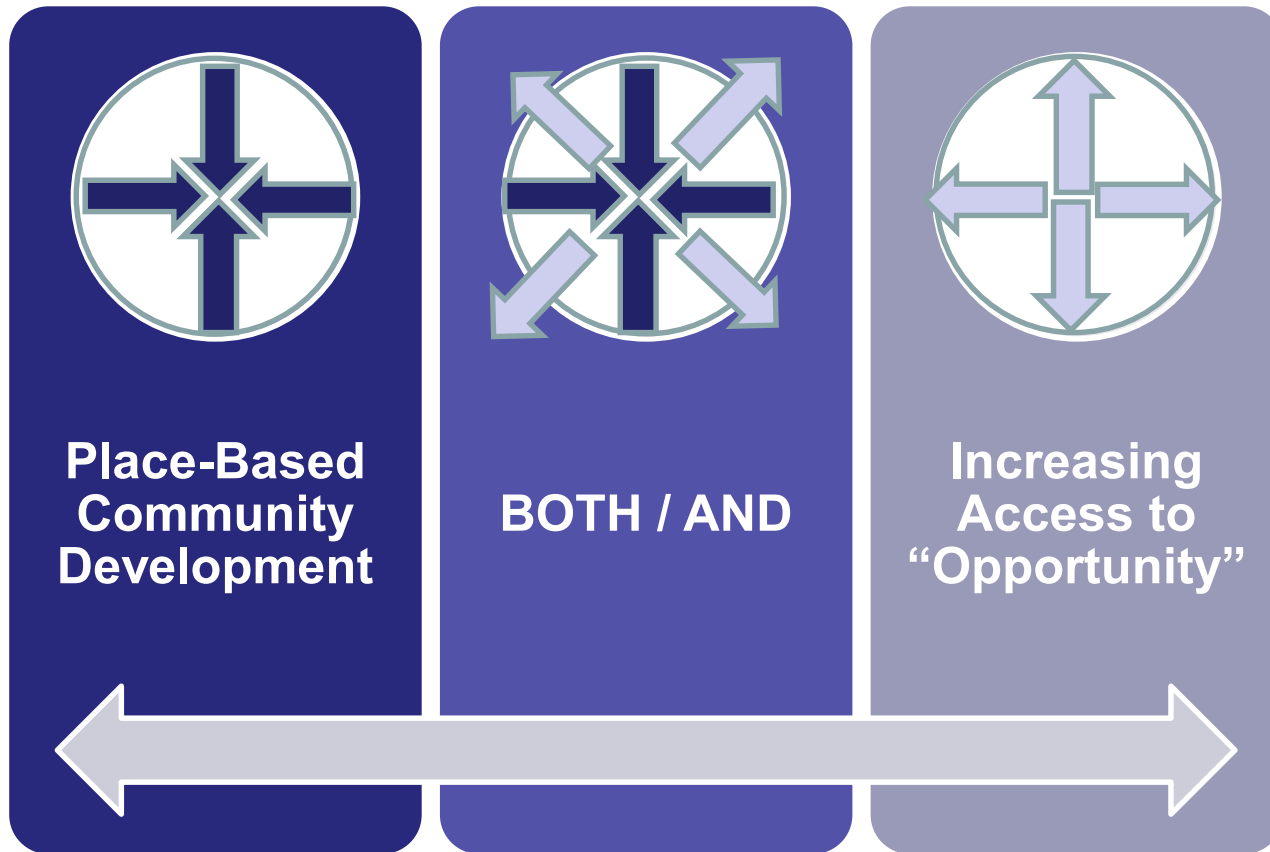 Place-Based
Community
Development
BOTH / AND
Increasing
Access to
“Opportunity”